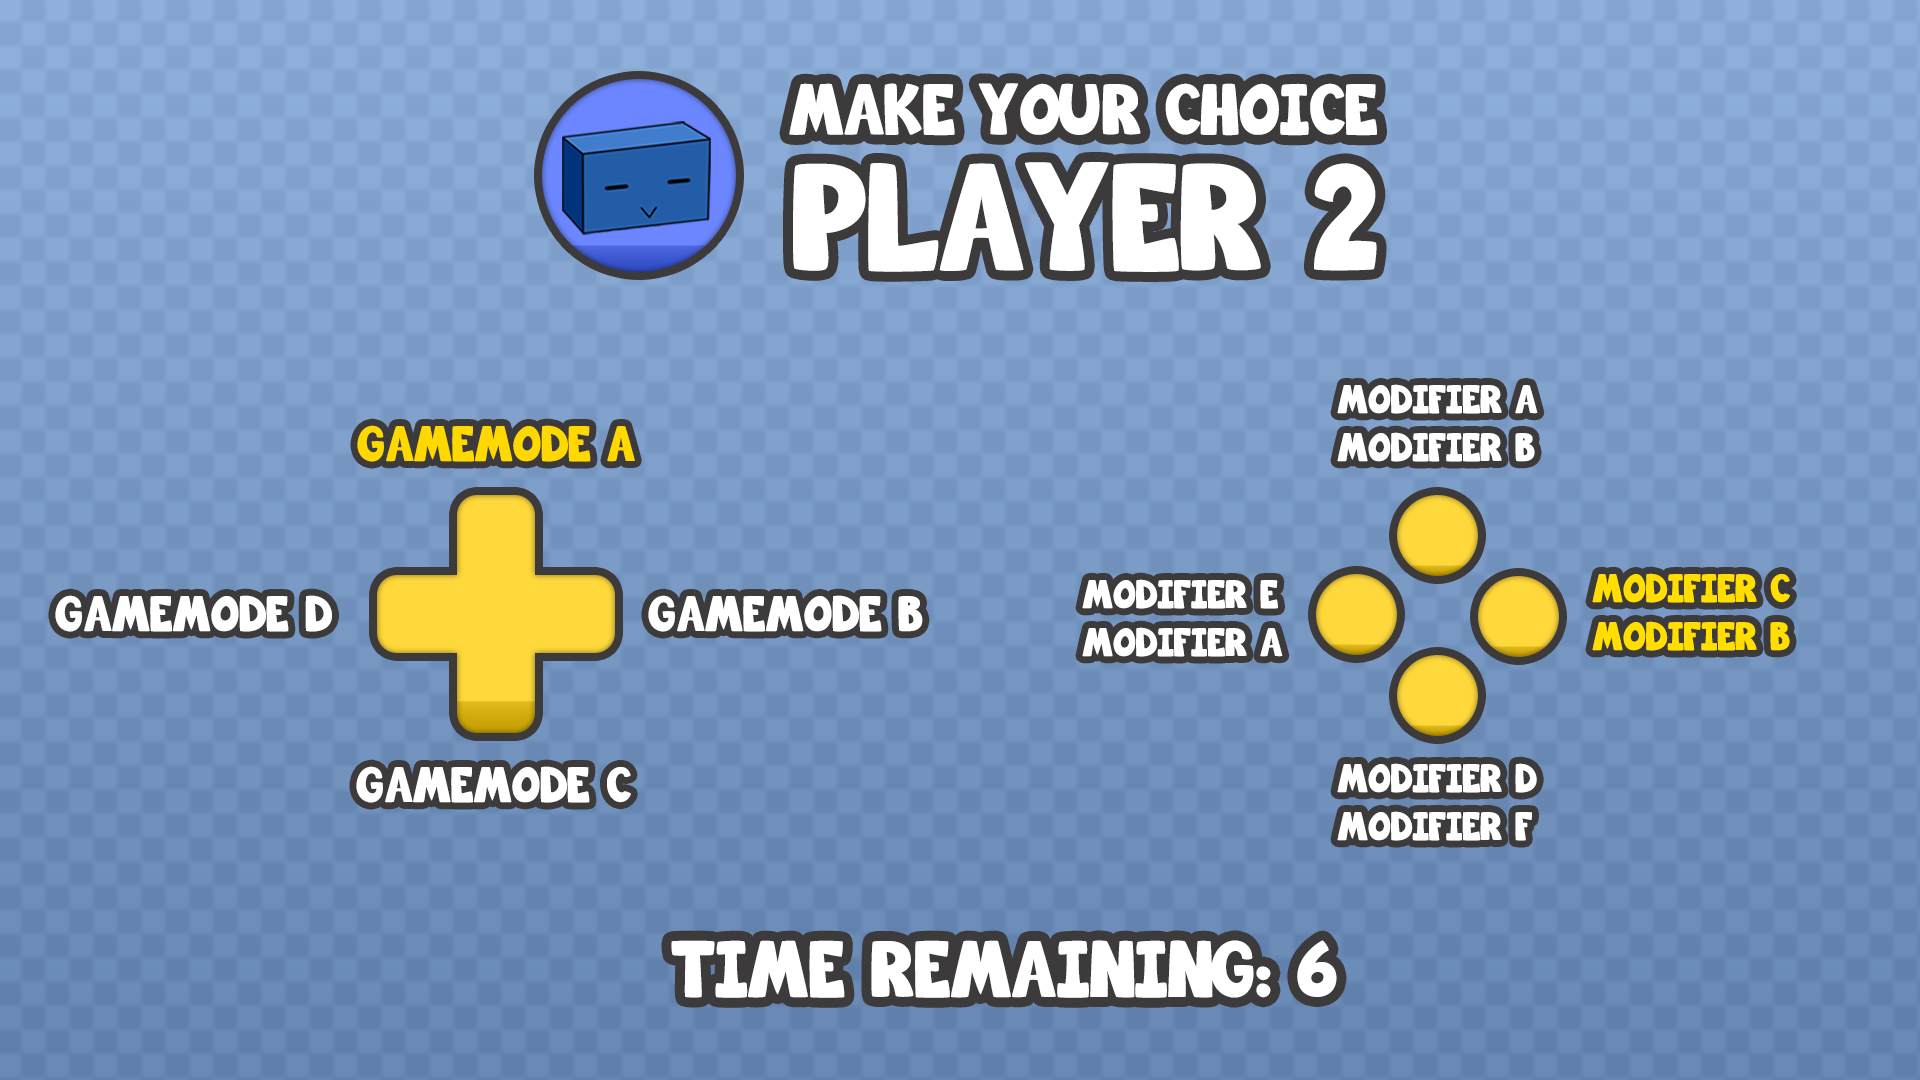 MAKE YOUR CHOICE
PLAYER 2
GAMEMODE A
GAMEMODE D
GAMEMODE B
GAMEMODE C
MODIFIER A
MODIFIER B
MODIFIER E
MODIFIER A
MODIFIER C
MODIFIER B
MODIFIER D
MODIFIER F
TIME REMAINING: 6